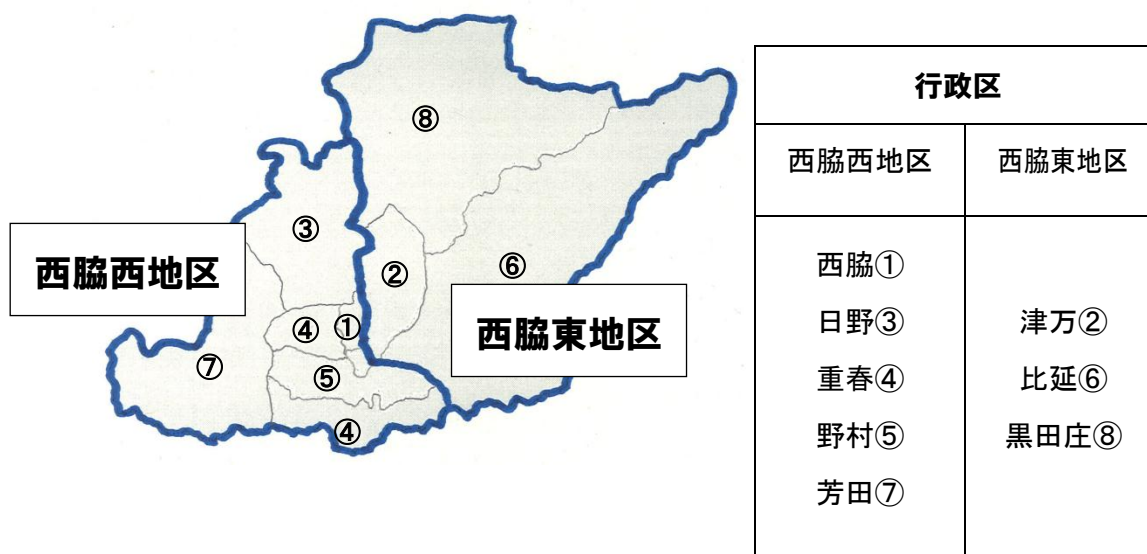 ⑧
③
②
⑥
西脇西地区
④
①
西脇東地区
⑦
⑤
④
行政区
西脇西地区 西脇東地区
西脇①
日野③
重春④
野村⑤
芳田⑦
津万②
比延⑥
黒田庄⑧